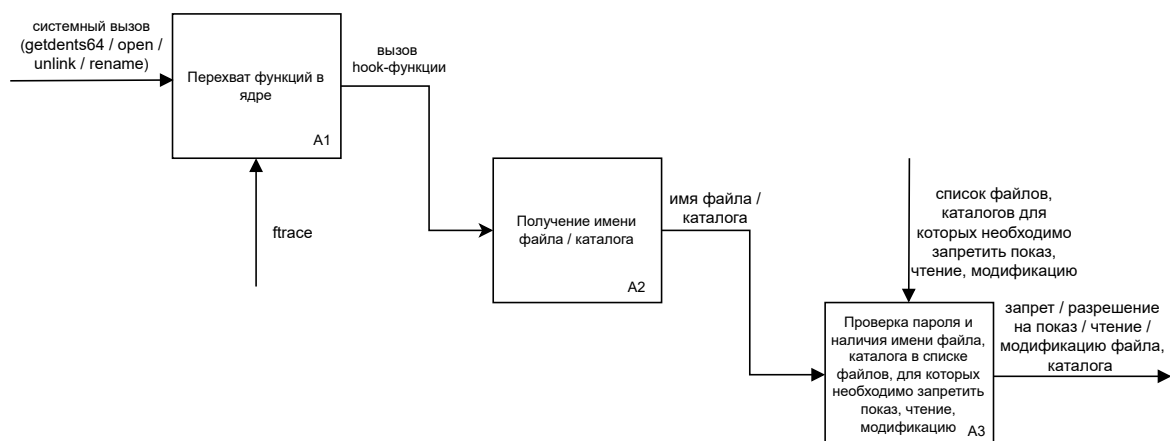 системный вызов
(getdents64 / open /
unlink / rename)
Перехват функций в
ядре
A1
вызов
hook-функции
ftrace
Получение имени
файла / каталога
A2
имя файла /
каталога
список файлов,
каталогов для
которых необходимо
запретить показ,
чтение, модификацию
Проверка пароля и
наличия имени файла,
каталога в списке
файлов, для которых
необходимо запретить
показ, чтение,
модификацию
A3
запрет / разрешение
на показ / чтение /
модификацию файла,
каталога